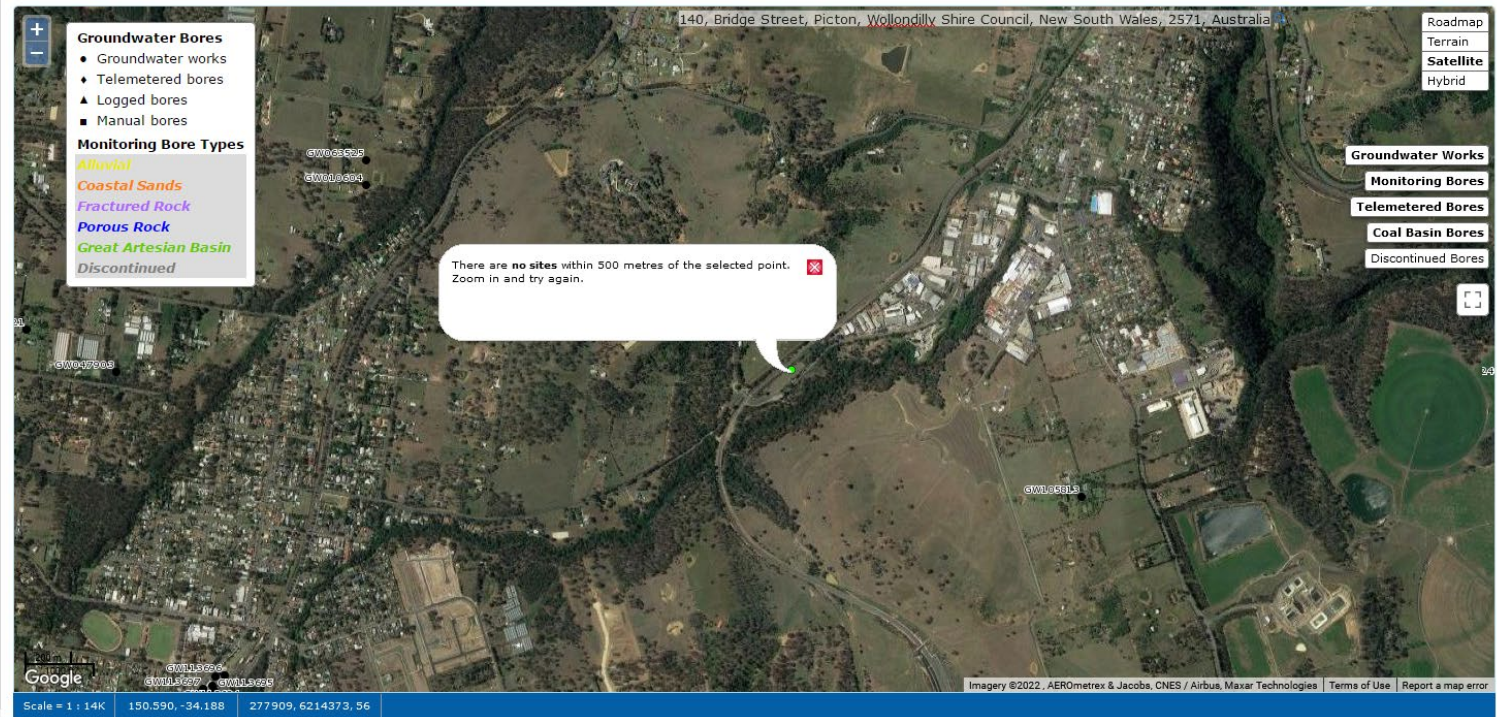 140, Bridge Street, Picton, Wollondilly Shire Council, New South Wales, 2571, Australia
+
−
Groundwater Bores
Groundwater works
Telemetered bores
Logged bores
Manual bores
Monitoring Bore Types
Alluvial
Coastal Sands
Fractured Rock
Porous Rock
Great Artesian Basin
Discontinued
Roadmap
Terrain
Satellite
Hybrid
Groundwater Works
Monitoring Bores
Telemetered Bores
Coal Basin Bores
Discontinued Bores
GW063525
GW010604
There are no sites within 500 metres of the selected point.
Zoom in and try again.
GW047903
GW105813
GW113696
GW113697
GW113695
200 m
Google
Imagery ©2022 , AEROmetrex & Jacobs, CNES / Airbus, Maxar Technologies
Terms of Use
Report a map error
Scale = 1 : 14K
150.590, -34.188
277909, 6214373, 56